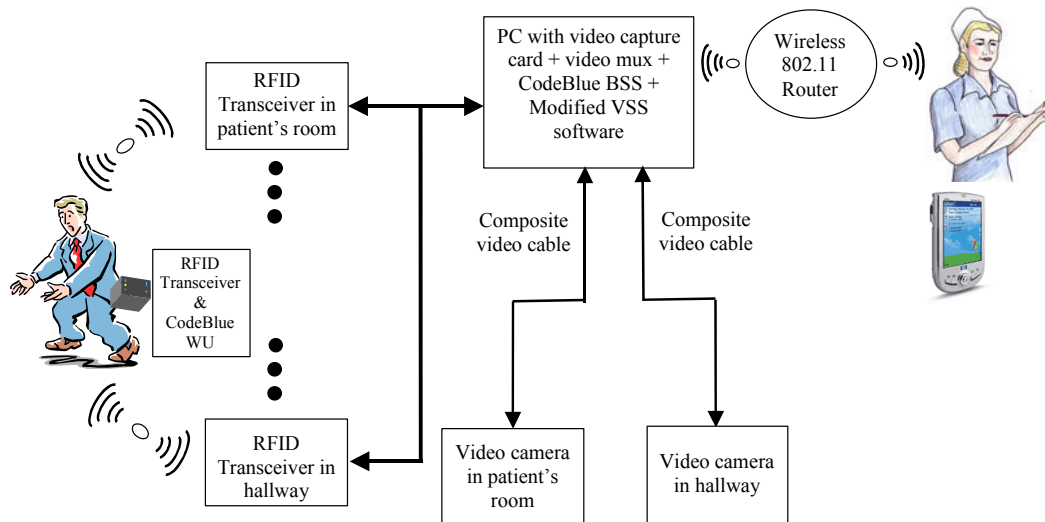 RFID
Transceiver in
patient's room
PC with video capture
card + video mux +
CodeBlue BSS +
Modified VSS
software
Wireless
802.11
Router
RFID
Transceiver
&
CodeBlue
WU
Composite
video cable
Composite
video cable
RFID
Transceiver in
hallway
Video camera
in patient's
room
Video camera
in hallway